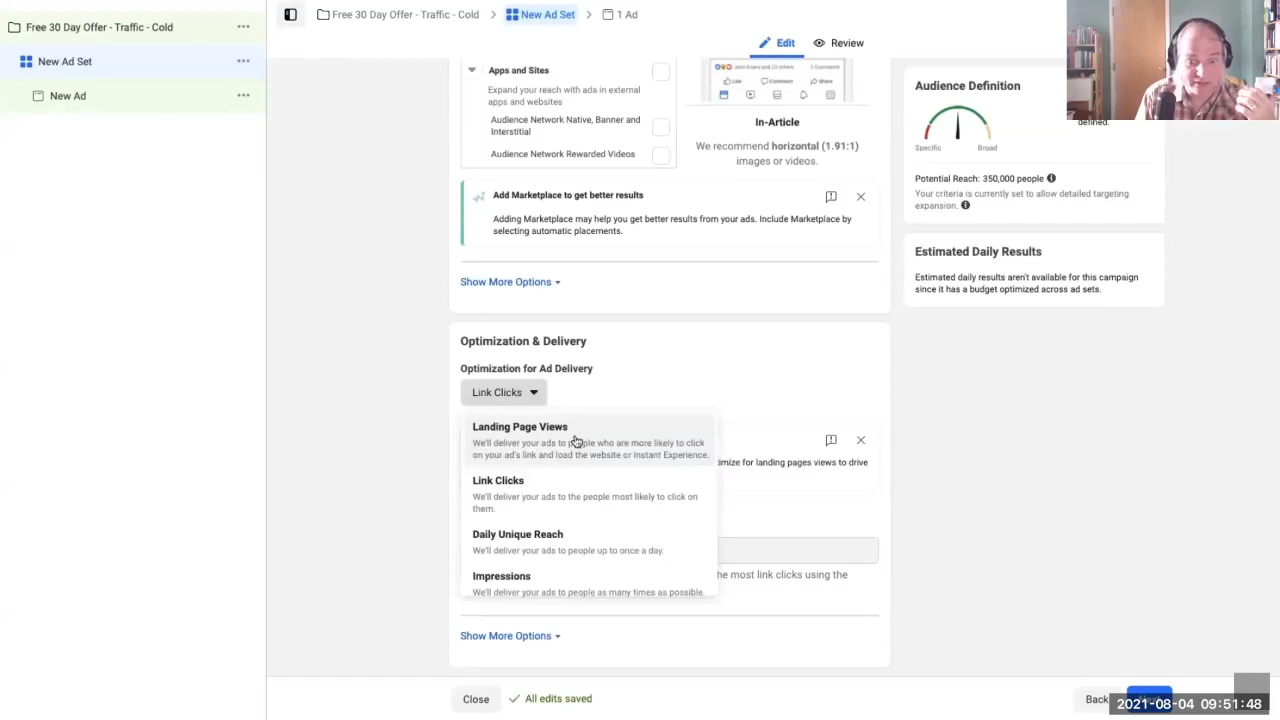 Free 30 Day Offer - Traffic - Cold
New Ad Set
New Ad
Free 30 Day Offer - Traffic - Cold
New Ad Set
1 Ad
Edit
Review
Apps and Sites
Expand your reach with ads in external
apps and websites
Audience Network Native, Banner and
Interstitial
Audience Network Rewarded Videos
Like
Comment
Share
In-Article
We recommend horizontal (1.91:1)
images or videos.
Add Marketplace to get better results
Adding Marketplace may help you get better results from your ads. Include Marketplace by
selecting automatic placements.
Show More Options
Optimization & Delivery
Optimization for Ad Delivery
Link Clicks
Landing Page Views
We'll deliver your ads to people who are more likely to click
on your ad's link and load the website or Instant Experience.
Link Clicks
We'll deliver your ads to the people most likely to click on
them.
Daily Unique Reach
We'll deliver your ads to people up to once a day.
Impressions
We'll deliver your ads to people as many times as possible.
for landing pages views to drive
the most link clicks using the
Show More Options
Close
All edits saved
Back
Audience Definition
defined.
Specific
Broad
Potential Reach: 350,000 people
Your criteria is currently set to allow detailed targeting
expansion.
Estimated Daily Results
Estimated daily results aren't available for this campaign
since it has a budget optimized across ad sets.
2021-08-04 09:51:48